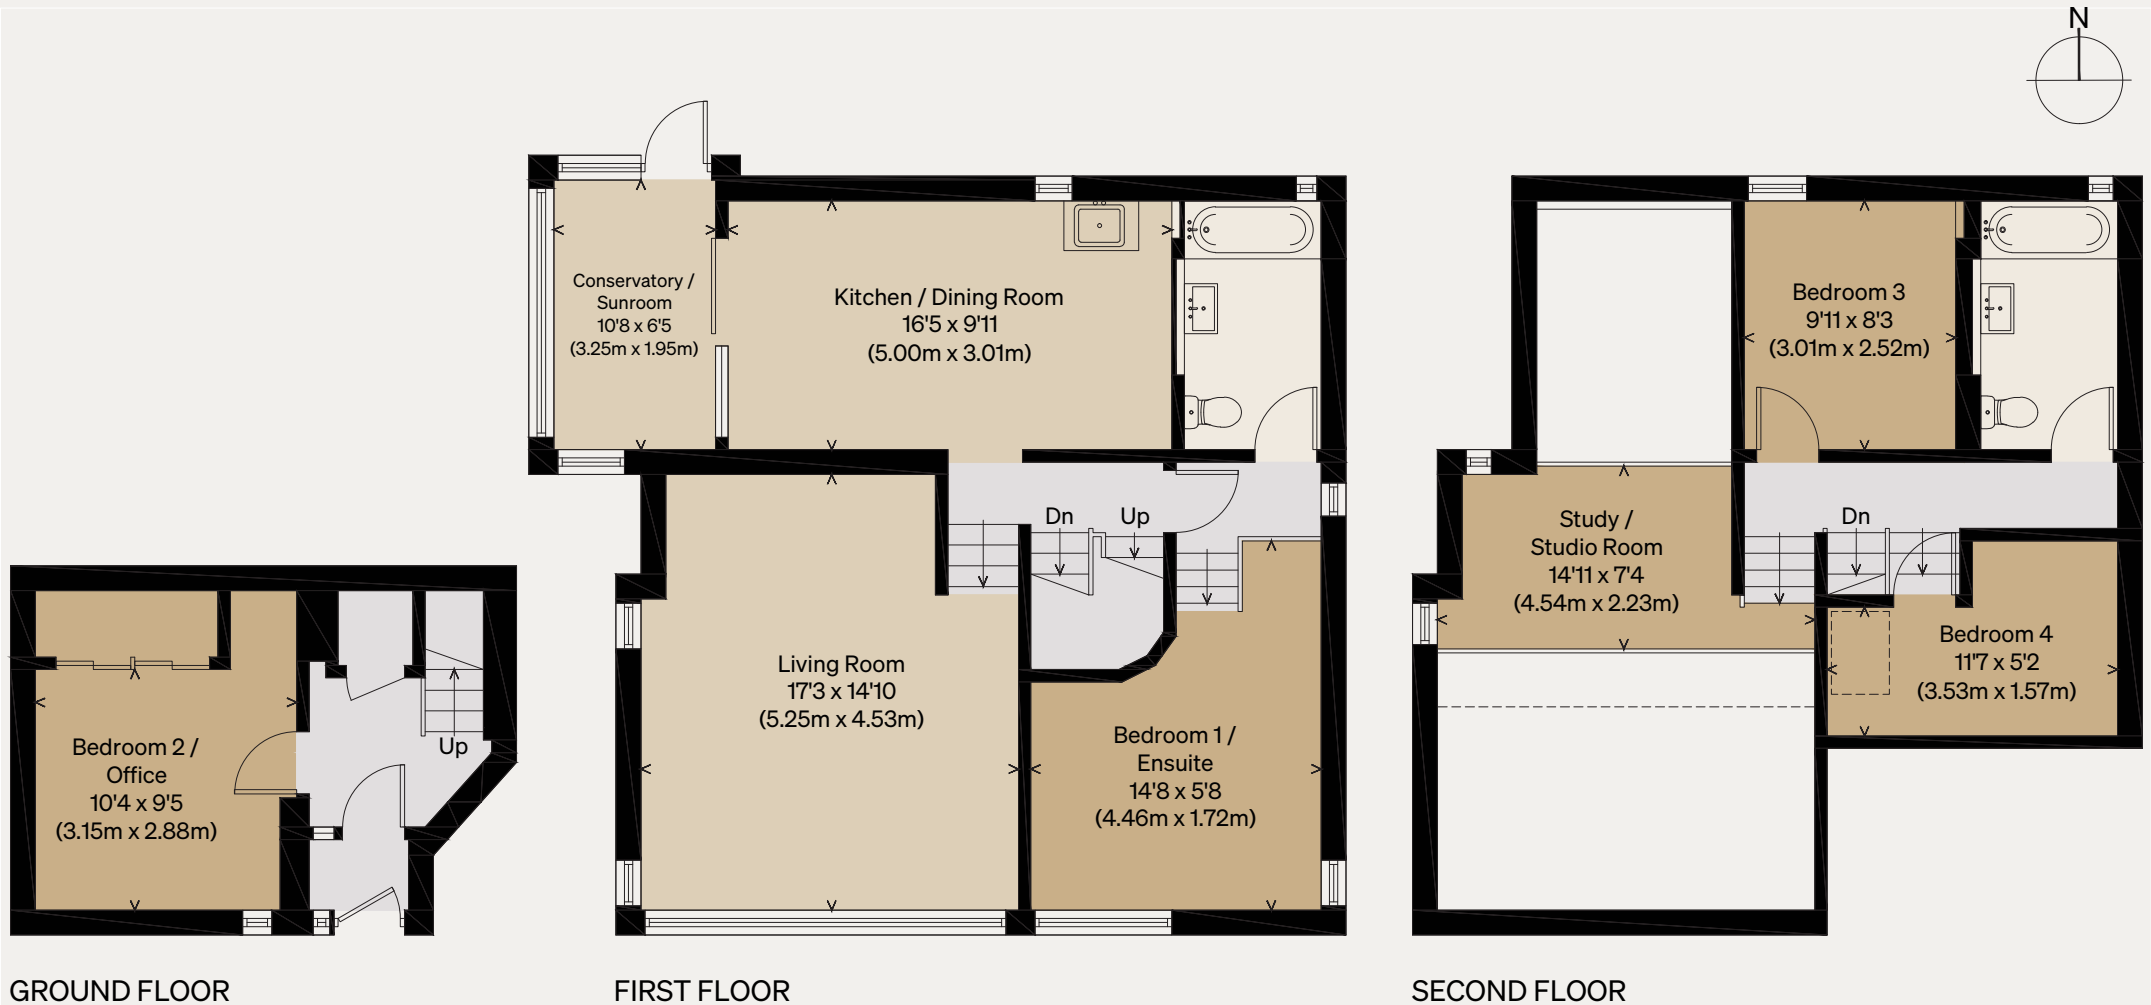 N
Conservatory /
Sunroom
10'8 x 6'5
(3.25m x 1.95m)
Kitchen / Dining Room
16'5 x 9'11
(5.00m x 3.01m)
Bedroom 3
9'11 x 8'3
(3.01m x 2.52m)
Dn
Up
Dn
Study /
Studio Room
14'11 x 7'4
(4.54m x 2.23m)
Living Room
17'3 x 14'10
(5.25m x 4.53m)
Bedroom 4
11'7 x 5'2
(3.53m x 1.57m)
Up
Bedroom 2 /
Office
10'4 x 9'5
(3.15m x 2.88m)
Bedroom 1 /
Ensuite
14'8 x 5'8
(4.46m x 1.72m)
GROUND FLOOR
FIRST FLOOR
SECOND FLOOR